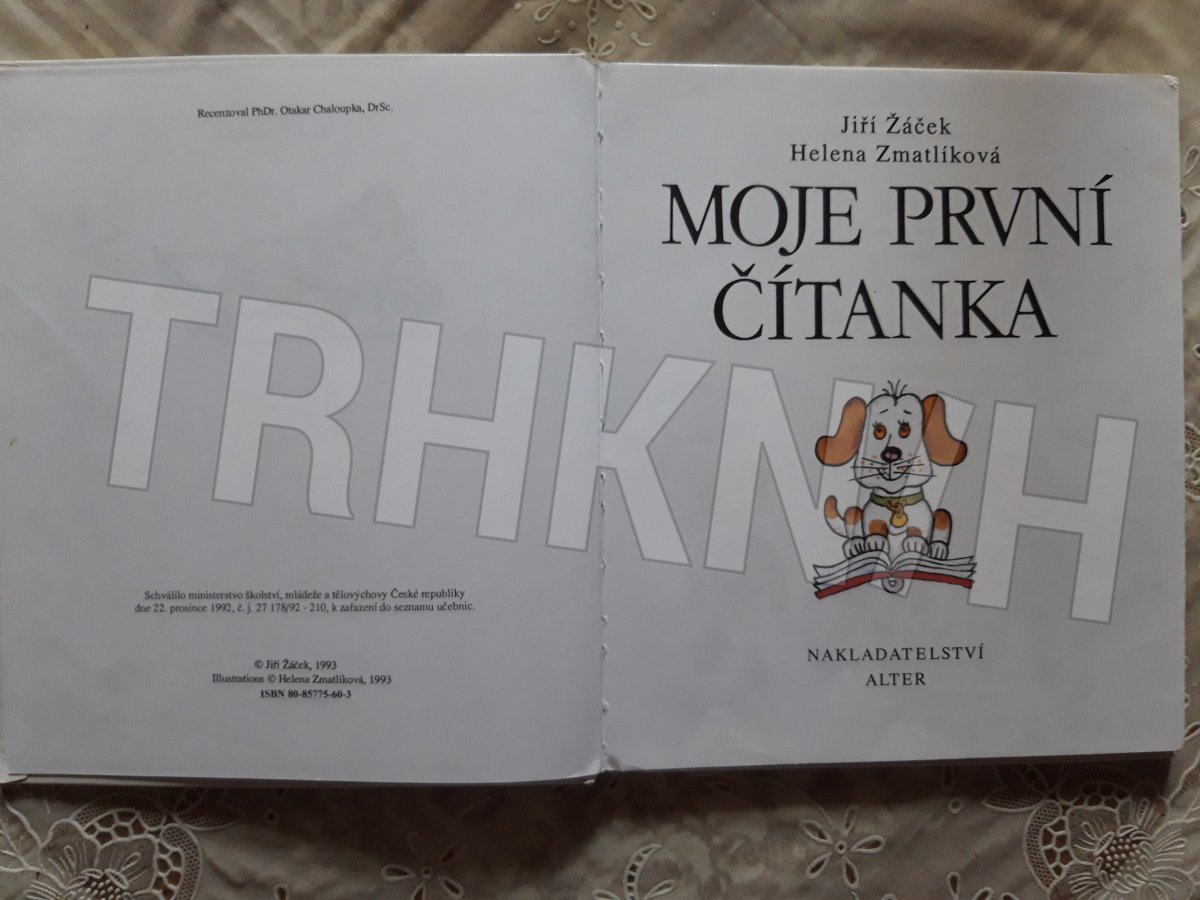 Recenzoval PhDr. Otakar Chaloupka, DrSc.
Schválilo ministerstvo školství, mládeže a tělovýchovy České republiky
dne 22. prosince 1992, č. j. 27 178/92 - 210, k zařazení do seznamu učebnic.
© Jiří Žáček, 1993
Illustrations © Helena Zmatlíková, 1993
ISBN 80-85775-60-3
Jiří Žáček
Helena Zmatlíková
MOJE PRVNÍ
ČÍTANKA
NAKLADATELSTVÍ
ALTER